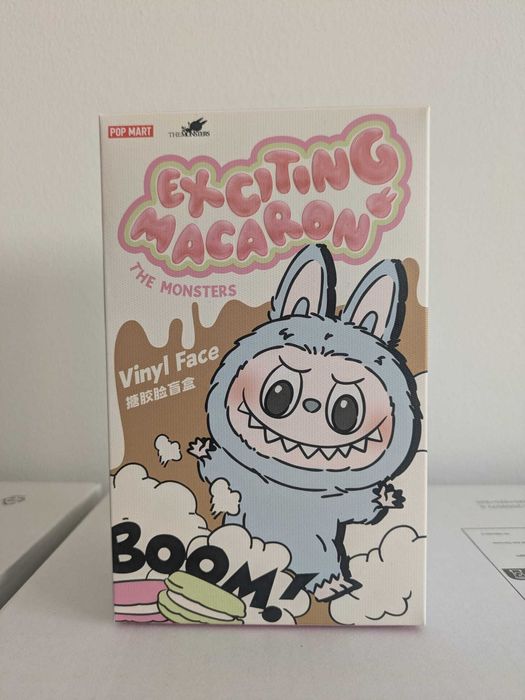 POP MART
THE MONSTERS
EXCITING
MACARON
THE MONSTERS
Vinyl Face
搪胶脸盲盒
BOOM!